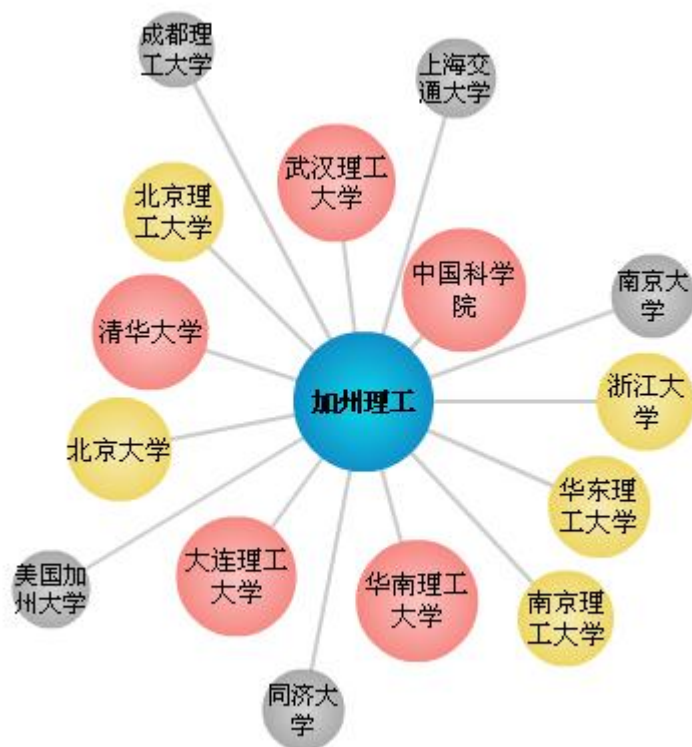 成都理
工大学
上海交
通大学
武汉理工
大学
北京理
工大学
中国科学
院
南京大
学
清华大学
加州理工
浙江大
学
北京大学
华东理
工大学
大连理工
大学
美国加
州大学
华南理工
大学
南京理
工大学
同济大
学